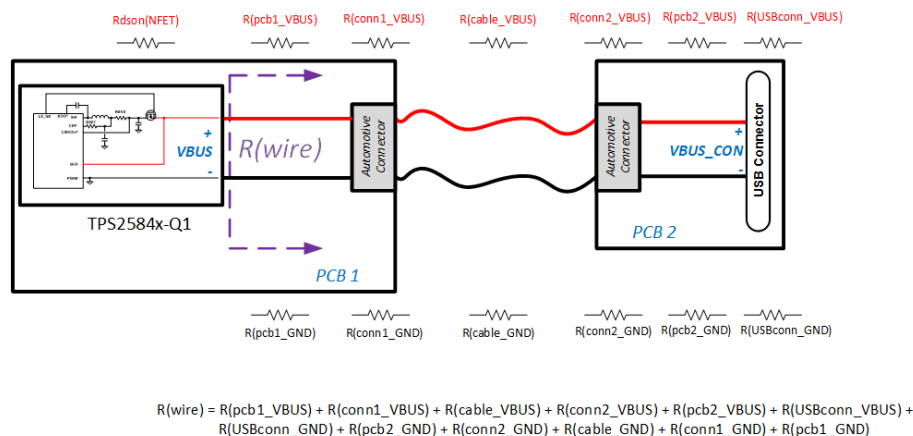 Rdson(NFET) R(pcb1_VBUS) R(conn1_VBUS) R(cable_VBUS) R(conn2_VBUS) R(pcb2_VBUS) R(USBconn_VBUS)
+
VBUS
-
R(wire)
Automotive
Connector
Automotive
Connector
+
VBUS_CON
-
USB Connector
TPS2584x-Q1
PCB 1
PCB 2
R(pcb1_GND) R(conn1_GND) R(cable_GND) R(conn2_GND) R(pcb2_GND) R(USBconn_GND)
R(wire) = R(pcb1_VBUS) + R(conn1_VBUS) + R(cable_VBUS) + R(conn2_VBUS) + R(pcb2_VBUS) + R(USBconn_VBUS) +
R(USBconn_GND) + R(pcb2_GND) + R(conn2_GND) + R(cable_GND) + R(conn1_GND) + R(pcb1_GND)